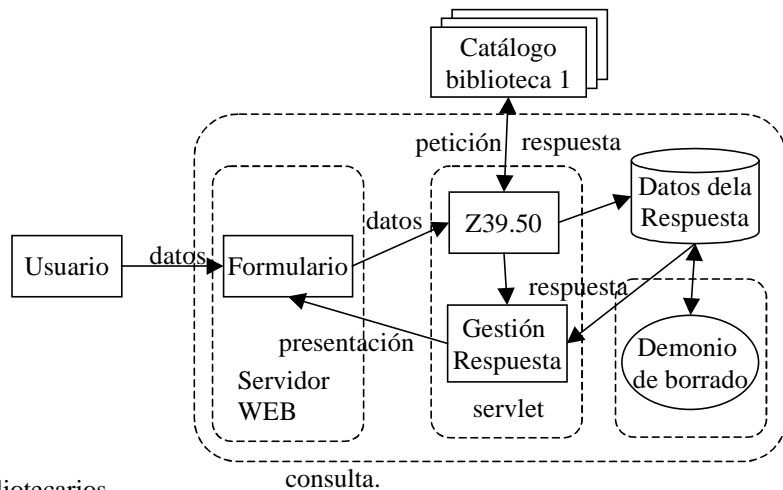 Catálogo
biblioteca 1
petición
respuesta
Datos dela
Respuesta
datos
Z39.50
Usuario
datos
Formulario
respuesta
presentación
Gestión
Respuesta
Demonio
de borrado
Servidor
WEB
servlet
consulta.